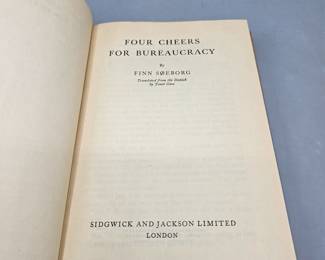 FOUR CHEERS
FOR BUREAUCRACY
By
FINN SØEBORG
Translated from the Danish
by
SIDGWICK AND JACKSON LIMITED
LONDON